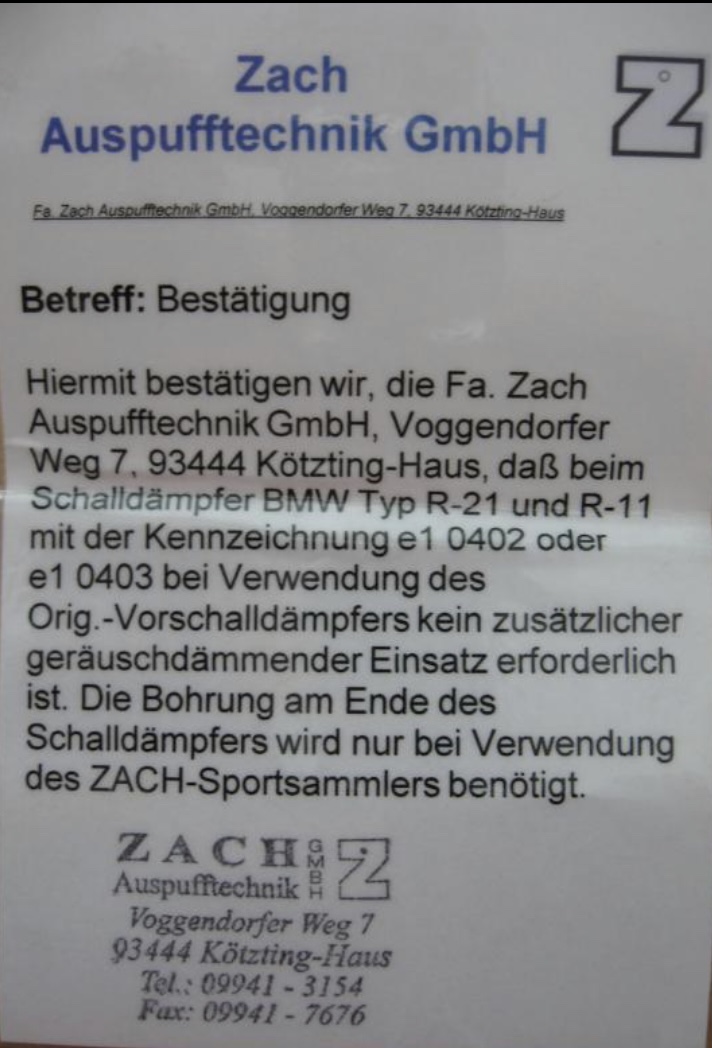 Zach
Auspufftechnik GmbH
Z
Fa. Zach Auspufftechnik GmbH, Voggendorfer Weg 7, 93444 Kötzting-Haus
Betreff: Bestätigung
Hiermit bestätigen wir, die Fa. Zach
Auspufftechnik GmbH, Voggendorfer
Weg 7, 93444 Kötzting-Haus, daß beim
Schalldämpfer BMW Typ R-21 und R-11
mit der Kennzeichnung e1 0402 oder
e1 0403 bei Verwendung des
Orig.-Vorschalldämpfers kein zusätzlicher
geräuschdämmender Einsatz erforderlich
ist. Die Bohrung am Ende des
Schalldämpfers wird nur bei Verwendung
des ZACH-Sportsammlers benötigt.
ZACH GMBH Z
Auspufftechnik
Voggendorfer Weg 7
93444 Kötzting-Haus
Tel.: 09941 - 3154
Fax: 09941 - 7676